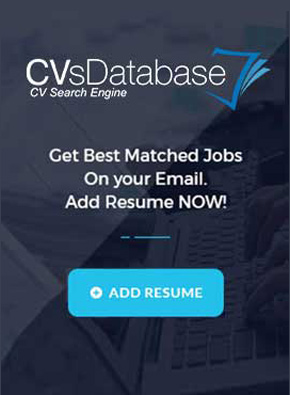 CVsDatabase
CV Search Engine
Get Best Matched Jobs
On your Email.
Add Resume NOW!
ADD RESUME